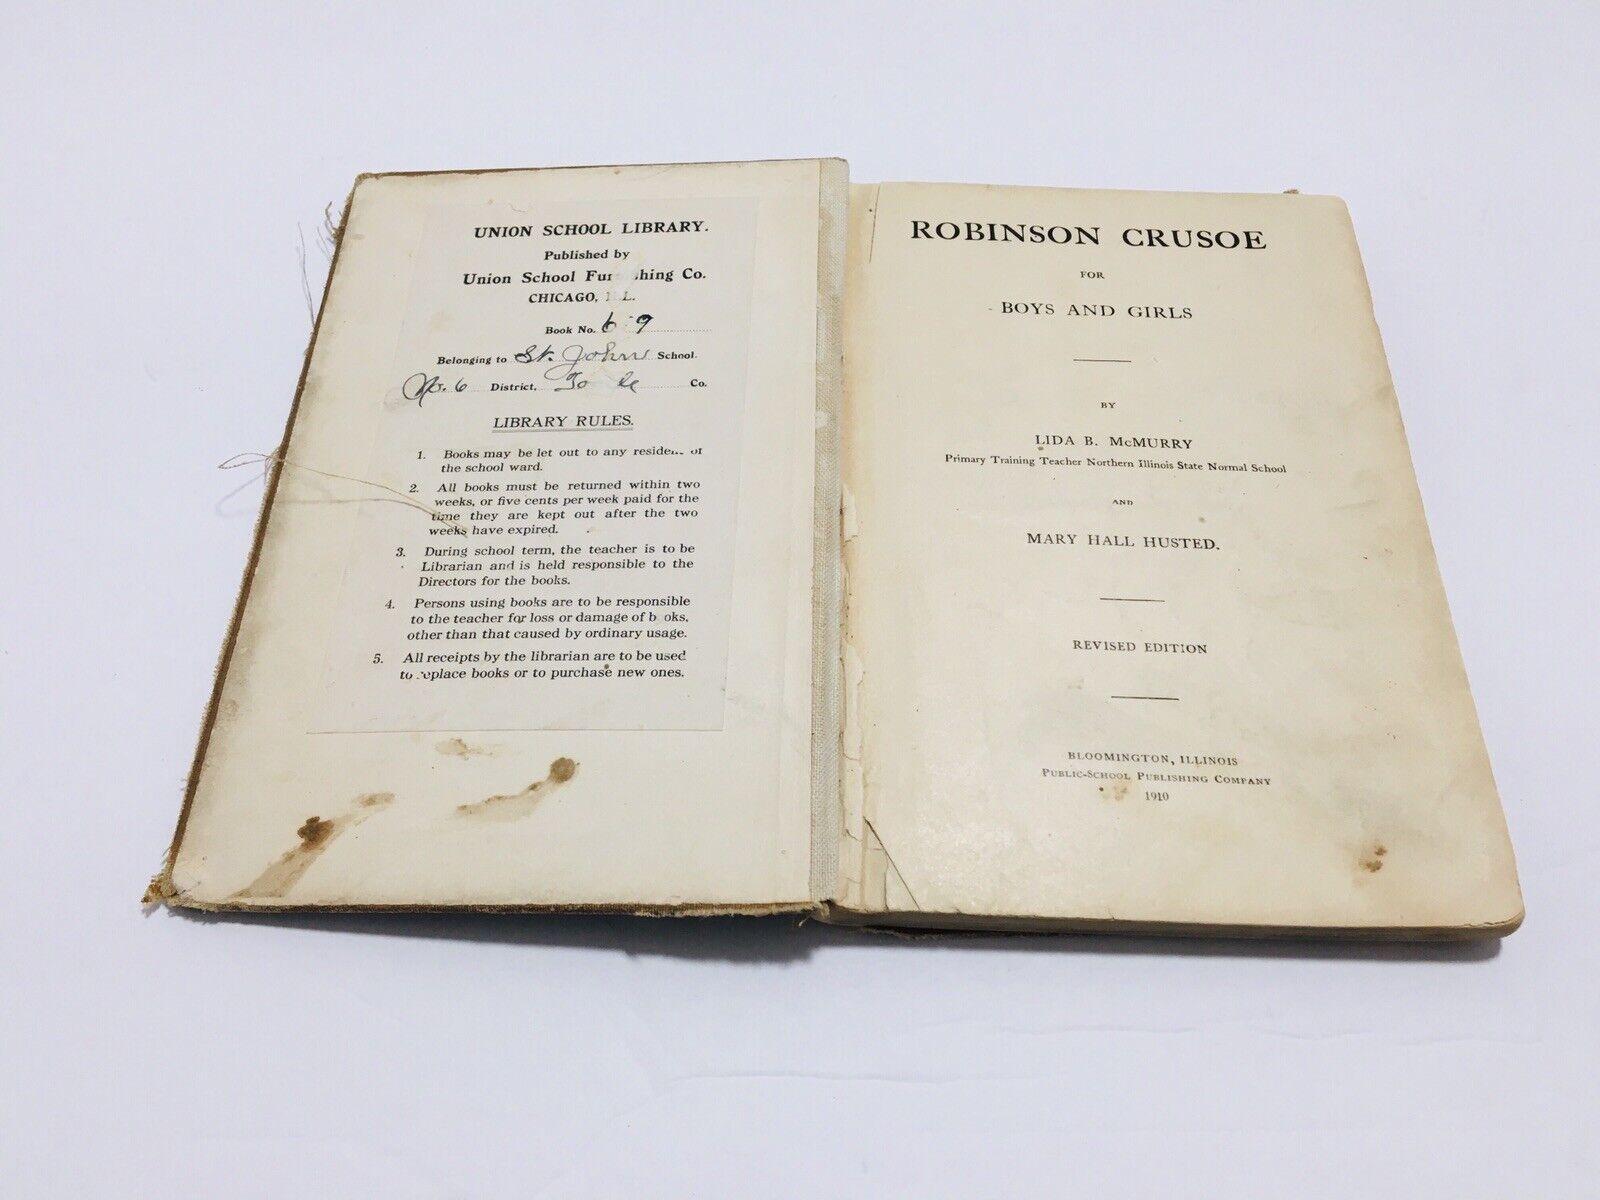 UNION SCHOOL LIBRARY.
Published by
Union School Co.
CHICAGO,
Book No.
Belonging to St. Johns School.
No. 6 District, Co.
LIBRARY RULES.
1. Books may be let out to any of
the school ward.
2. All books must be returned within two
weeks, or five cents per week paid for the
time they are kept out after the two
weeks have expired.
3. During school term, the teacher is to be
Librarian and is held responsible to the
Directors for the books.
4. Persons using books are to be responsible
to the teacher for loss or damage of books,
other than that caused by ordinary usage.
5. All receipts by the librarian are to be used
to replace books or to purchase new ones.
ROBINSON CRUSOE
FOR
BOYS AND GIRLS
BY
LIDA B. McMURRY
Primary Training Teacher Northern Illinois State Normal School
AND
MARY HALL HUSTED.
REVISED EDITION
BLOOMINGTON, ILLINOIS
PUBLIC-SCHOOL PUBLISHING COMPANY
1910